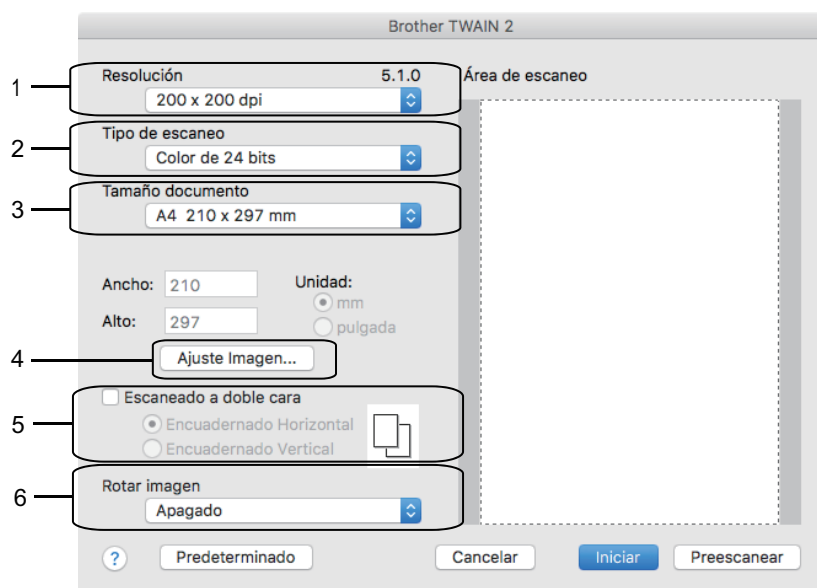 Brother TWAIN 2
1
Resolución 5.1.0
200 x 200 dpi
2
Tipo de escaneo
Color de 24 bits
3
Tamaño documento
A4 210 x 297 mm
Ancho: 210
Unidad:
mm
Alto: 297
pulgada
4
Ajuste Imagen...
5
Escaneado a doble cara
Encuadernado Horizontal
Encuadernado Vertical
6
Rotar imagen
Apagado
Área de escaneo
?
Predeterminado
Cancelar
Iniciar
Preescanear